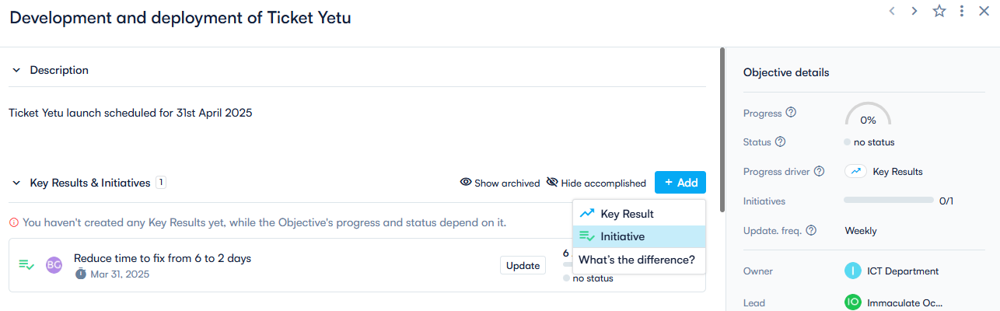 Development and deployment of Ticket Yetu
Description
Ticket Yetu launch scheduled for 31st April 2025
Key Results & Initiatives 1
Show archived Hide accomplished + Add
Key Result
Initiative
What's the difference?
You haven't created any Key Results yet, while the Objective's progress and status depend on it.
BG Reduce time to fix from 6 to 2 days
Mar 31, 2025
Update
6
no status
Objective details
Progress 0%
Status no status
Progress driver Key Results
Initiatives 0/1
Update. freq. Weekly
Owner I ICT Department
Lead IO Immaculate Oc...